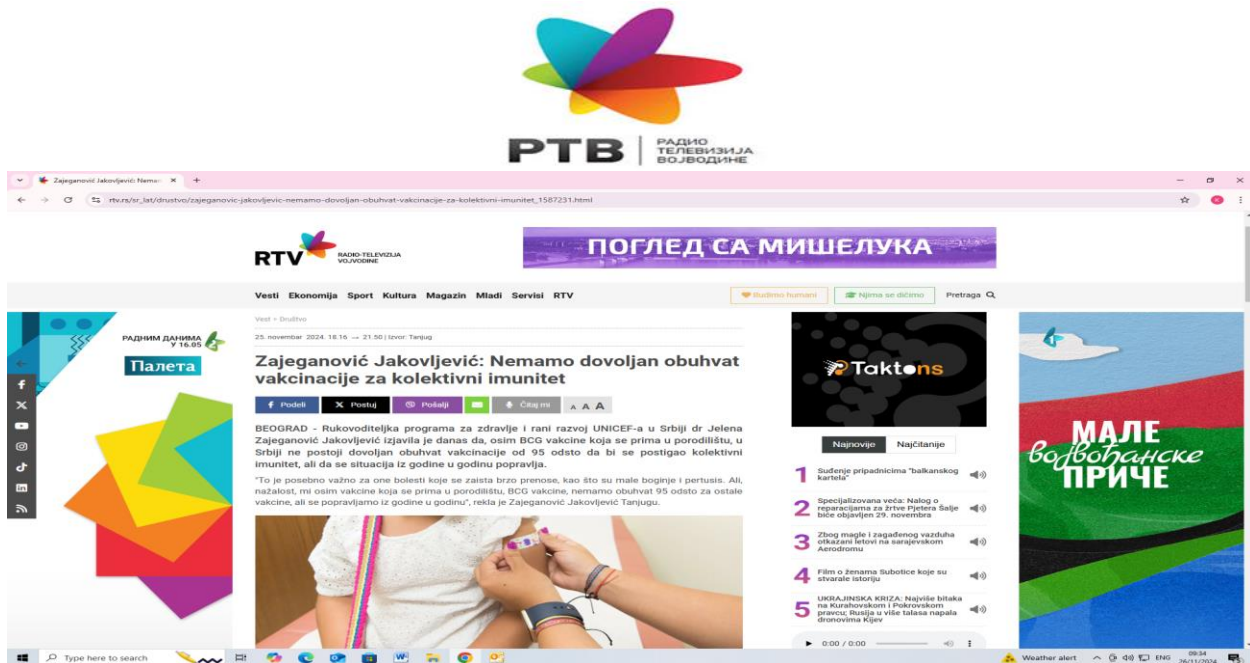 РТВ
РАДИО
ТЕЛЕВИЗИЈА
ВОЈВОДИНЕ
Zajeganović Jakovljević: Nemam
rtv.rs/sr_lat/drustvo/zajeganovic-jakovljevic-nemamo-dovoljan-obuhvat-vakcinacije-za-kolektivni-imunitet_1587231.html
RTV
RADIO-TELEVIZIJA
VOJVODINE
ПОГЛЕД СА МИШЕЛУКА
Vesti Ekonomija Sport Kultura Magazin Mladi Servisi RTV
Budimo humani
Njima se dičimo
Pretraga
Vest > Društvo
25. novembar 2024. 18:16 → 21:50 | Izvor: Tanjug
Zajeganović Jakovljević: Nemamo dovoljan obuhvat
vakcinacije za kolektivni imunitet
Podeli
Postuj
Pošalji
Čitaj mi
A A A
BEOGRAD - Rukovoditeljka programa za zdravlje i rani razvoj UNICEF-a u Srbiji dr Jelena
Zajeganović Jakovljević izjavila je danas da, osim BCG vakcine koja se prima u porodilištu, u
Srbiji ne postoji dovoljan obuhvat vakcinacije od 95 odsto da bi se postigao kolektivni
imunitet, ali da se situacija iz godine u godinu popravlja.
"To je posebno važno za one bolesti koje se zaista brzo prenose, kao što su male boginje i pertusis. Ali,
nažalost, mi osim vakcine koja se prima u porodilištu, BCG vakcine, nemamo obuhvat 95 odsto za ostale
vakcine, ali se popravljamo iz godine u godinu", rekla je Zajeganović Jakovljević Tanjugu.
РАДНИМ ДАНИМА
У 16.05
2
Палета
Taktons
Najnovije
Najčitanije
1
Suđenje pripadnicima "balkanskog
kartela"
2
Specijalizovana veća: Nalog o
reparacijama za žrtve Pjetera Šalje
biće objavljen 29. novembra
3
Zbog magle i zagađenog vazduha
otkazani letovi na sarajevskom
Aerodromu
4
Film o ženama Subotice koje su
stvarale istoriju
5
UKRAJINSKA KRIZA: Najviše bitaka
na Kurahovskom i Pokrovskom
pravcu; Rusija u više talasa napala
dronovima Kijev
0:00 / 0:00
МАЛЕ
војвођанске
ПРИЧЕ
Type here to search
Weather alert
ENG
09:34
26/11/2024